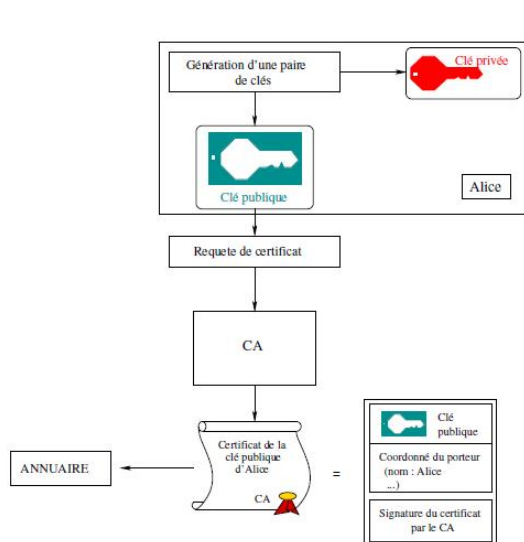 Génération d'une paire
de clés
Clé privée
Clé publique
Alice
Requete de certificat
CA
Certificat de la
clé publique
d'Alice
CA
ANNUAIRE
=
Clé
publique
Coordonné du porteur
(nom : Alice
...)
Signature du certificat
par le CA